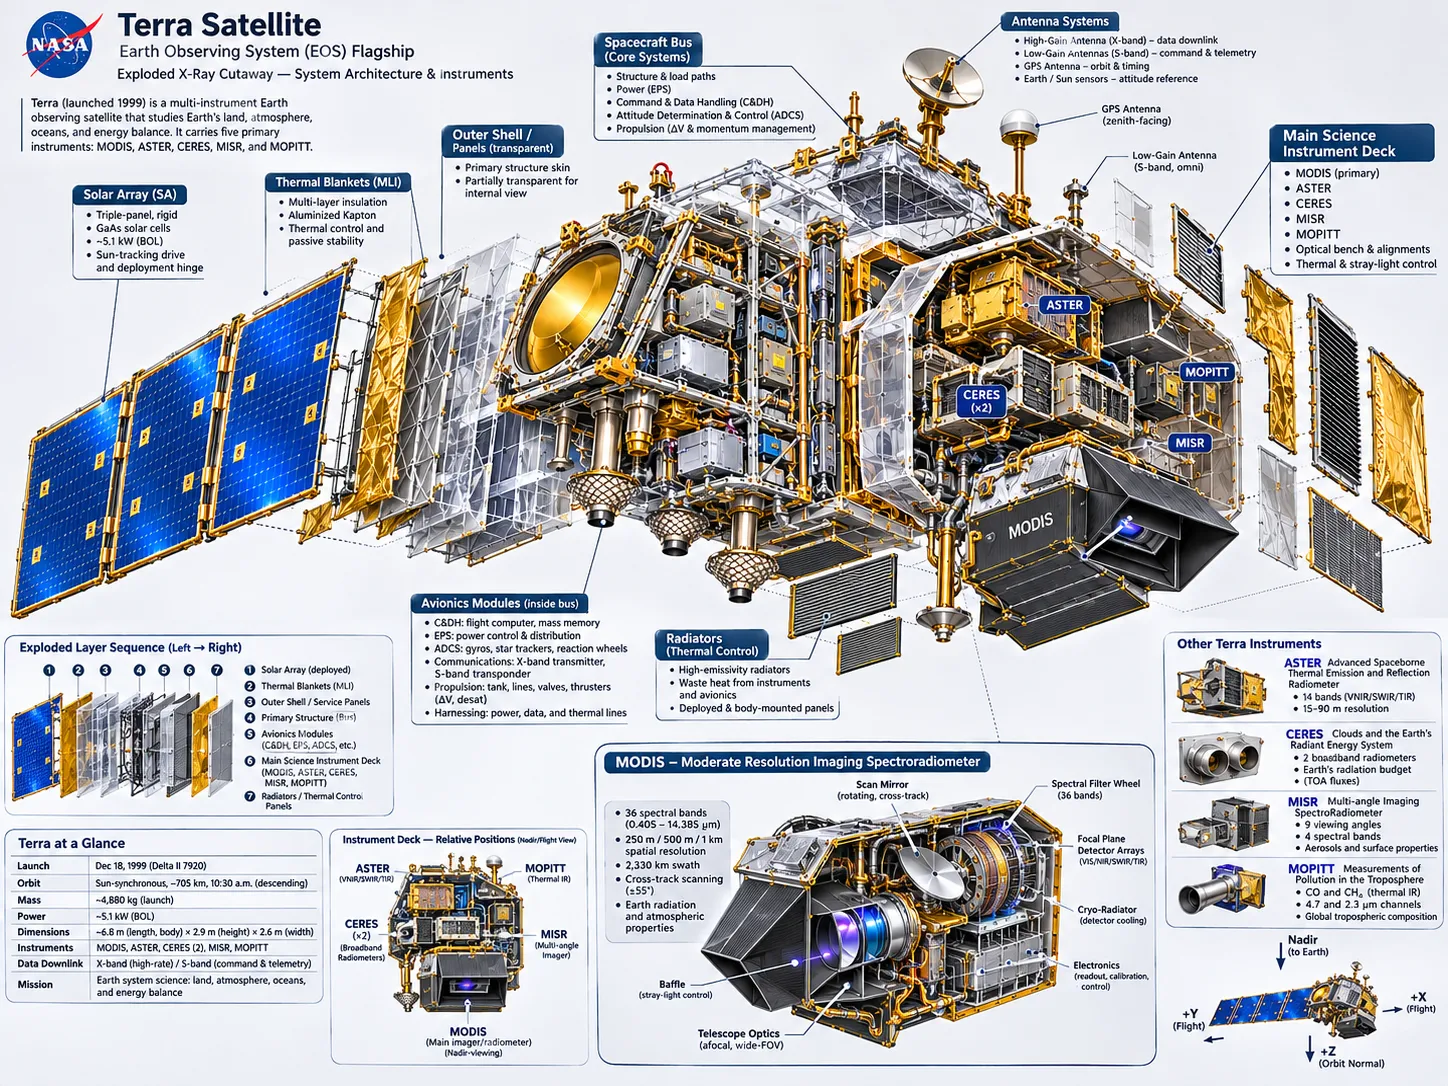 NASA
Terra Satellite
Earth Observing System (EOS) Flagship
Exploded X-Ray Cutaway — System Architecture & Instruments
Terra (launched 1999) is a multi-instrument Earth
observing satellite that studies Earth's land, atmosphere,
oceans, and energy balance. It carries five primary
instruments: MODIS, ASTER, CERES, MISR, and MOPITT.
Solar Array (SA)
• Triple-panel, rigid
• GaAs solar cells
• ~5.1 kW (BOL)
• Sun-tracking drive
and deployment hinge
Thermal Blankets (MLI)
• Multi-layer insulation
• Aluminized Kapton
• Thermal control and
passive stability
Outer Shell /
Panels (transparent)
• Primary structure skin
• Partially transparent for
internal view
Spacecraft Bus
(Core Systems)
• Structure & load paths
• Power (EPS)
• Command & Data Handling (C&DH)
• Attitude Determination & Control (ADCS)
• Propulsion (ΔV & momentum management)
Antenna Systems
• High-Gain Antenna (X-band) – data downlink
• Low-Gain Antennas (S-band) – command & telemetry
• GPS Antenna – orbit & timing
• Earth / Sun sensors – attitude reference
GPS Antenna
(zenith-facing)
Low-Gain Antenna
(S-band, omni)
Main Science
Instrument Deck
• MODIS (primary)
• ASTER
• CERES
• MISR
• MOPITT
• Optical bench & alignments
• Thermal & stray-light control
ASTER
MOPITT
CERES
(x2)
MISR
MODIS
Avionics Modules (inside bus)
• C&DH: flight computer, mass memory
• EPS: power control & distribution
• ADCS: gyros, star trackers, reaction wheels
• Communications: X-band transmitter,
S-band transponder
• Propulsion: tank, lines, valves, thrusters
(ΔV, desat)
• Harnessing: power, data, and thermal lines
Radiators
(Thermal Control)
• High-emissivity radiators
• Waste heat from instruments
and avionics
• Deployed & body-mounted panels
Exploded Layer Sequence (Left → Right)
1 2 3 4 5 6 7
1 Solar Array (deployed)
2 Thermal Blankets (MLI)
3 Outer Shell / Service Panels
4 Primary Structure (Bus)
5 Avionics Modules
(C&DH, EPS, ADCS, etc.)
6 Main Science Instrument Deck
(MODIS, ASTER, CERES,
MISR, MOPITT)
7 Radiators / Thermal Control
Panels
Terra at a Glance
Launch Dec 18, 1999 (Delta II 7920)
Orbit Sun-synchronous, ~705 km, 10:30 a.m. (descending)
Mass ~4,880 kg (launch)
Power ~5.1 kW (BOL)
Dimensions ~6.8 m (length, body) × 2.9 m (height) × 2.6 m (width)
Instruments MODIS, ASTER, CERES (2), MISR, MOPITT
Data Downlink X-band (high-rate) / S-band (command & telemetry)
Mission Earth system science: land, atmosphere, oceans,
and energy balance
Instrument Deck — Relative Positions (Nadir/Flight View)
ASTER
(VNIR/SWIR/TIR)
MOPITT
(Thermal IR)
CERES
(×2)
(Broadband
Radiometers)
MISR
(Multi-angle
Imager)
MODIS
(Main imager/radiometer)
(Nadir-viewing)
MODIS — Moderate Resolution Imaging Spectroradiometer
• 36 spectral bands
(0.405 – 14.385 µm)
• 250 m / 500 m / 1 km
spatial resolution
• 2,330 km swath
• Cross-track scanning
(±55°)
• Earth radiation
and atmospheric
properties
Scan Mirror
(rotating, cross-track)
Spectral Filter Wheel
(36 bands)
Focal Plane
Detector Arrays
(VIS/NIR/SWIR/TIR)
Cryo-Radiator
(detector cooling)
Electronics
(readout, calibration,
control)
Baffle
(stray-light control)
Telescope Optics
(afocal, wide-FOV)
Other Terra Instruments
ASTER Advanced Spaceborne
Thermal Emission and Reflection
Radiometer
• 14 bands (VNIR/SWIR/TIR)
• 15–90 m resolution
CERES Clouds and the Earth's
Radiant Energy System
• 2 broadband radiometers
• Earth's radiation budget
• (TOA fluxes)
MISR Multi-angle Imaging
SpectroRadiometer
• 9 viewing angles
• 4 spectral bands
• Aerosols and surface properties
MOPITT Measurements of
Pollution in the Troposphere
• CO and CH₄ (thermal IR)
• 4.7 and 2.3 µm channels
• Global tropospheric composition
Nadir
(to Earth)
+X
(Flight)
+Y
(Flight)
+Z
(Orbit Normal)